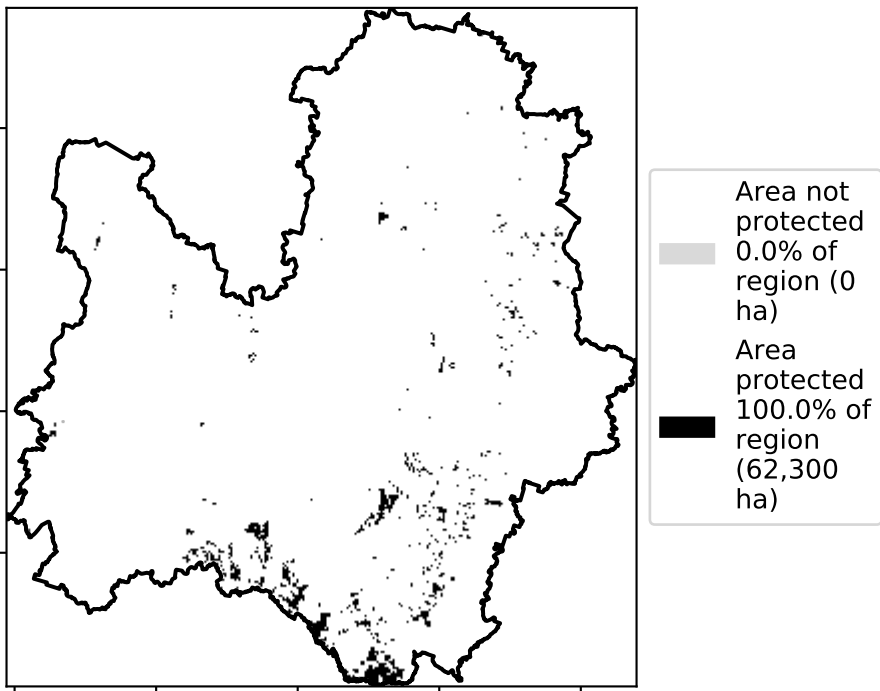 Area not
protected
0.0% of
region (0
ha)
Area
protected
100.0% of
region
(62,300
ha)